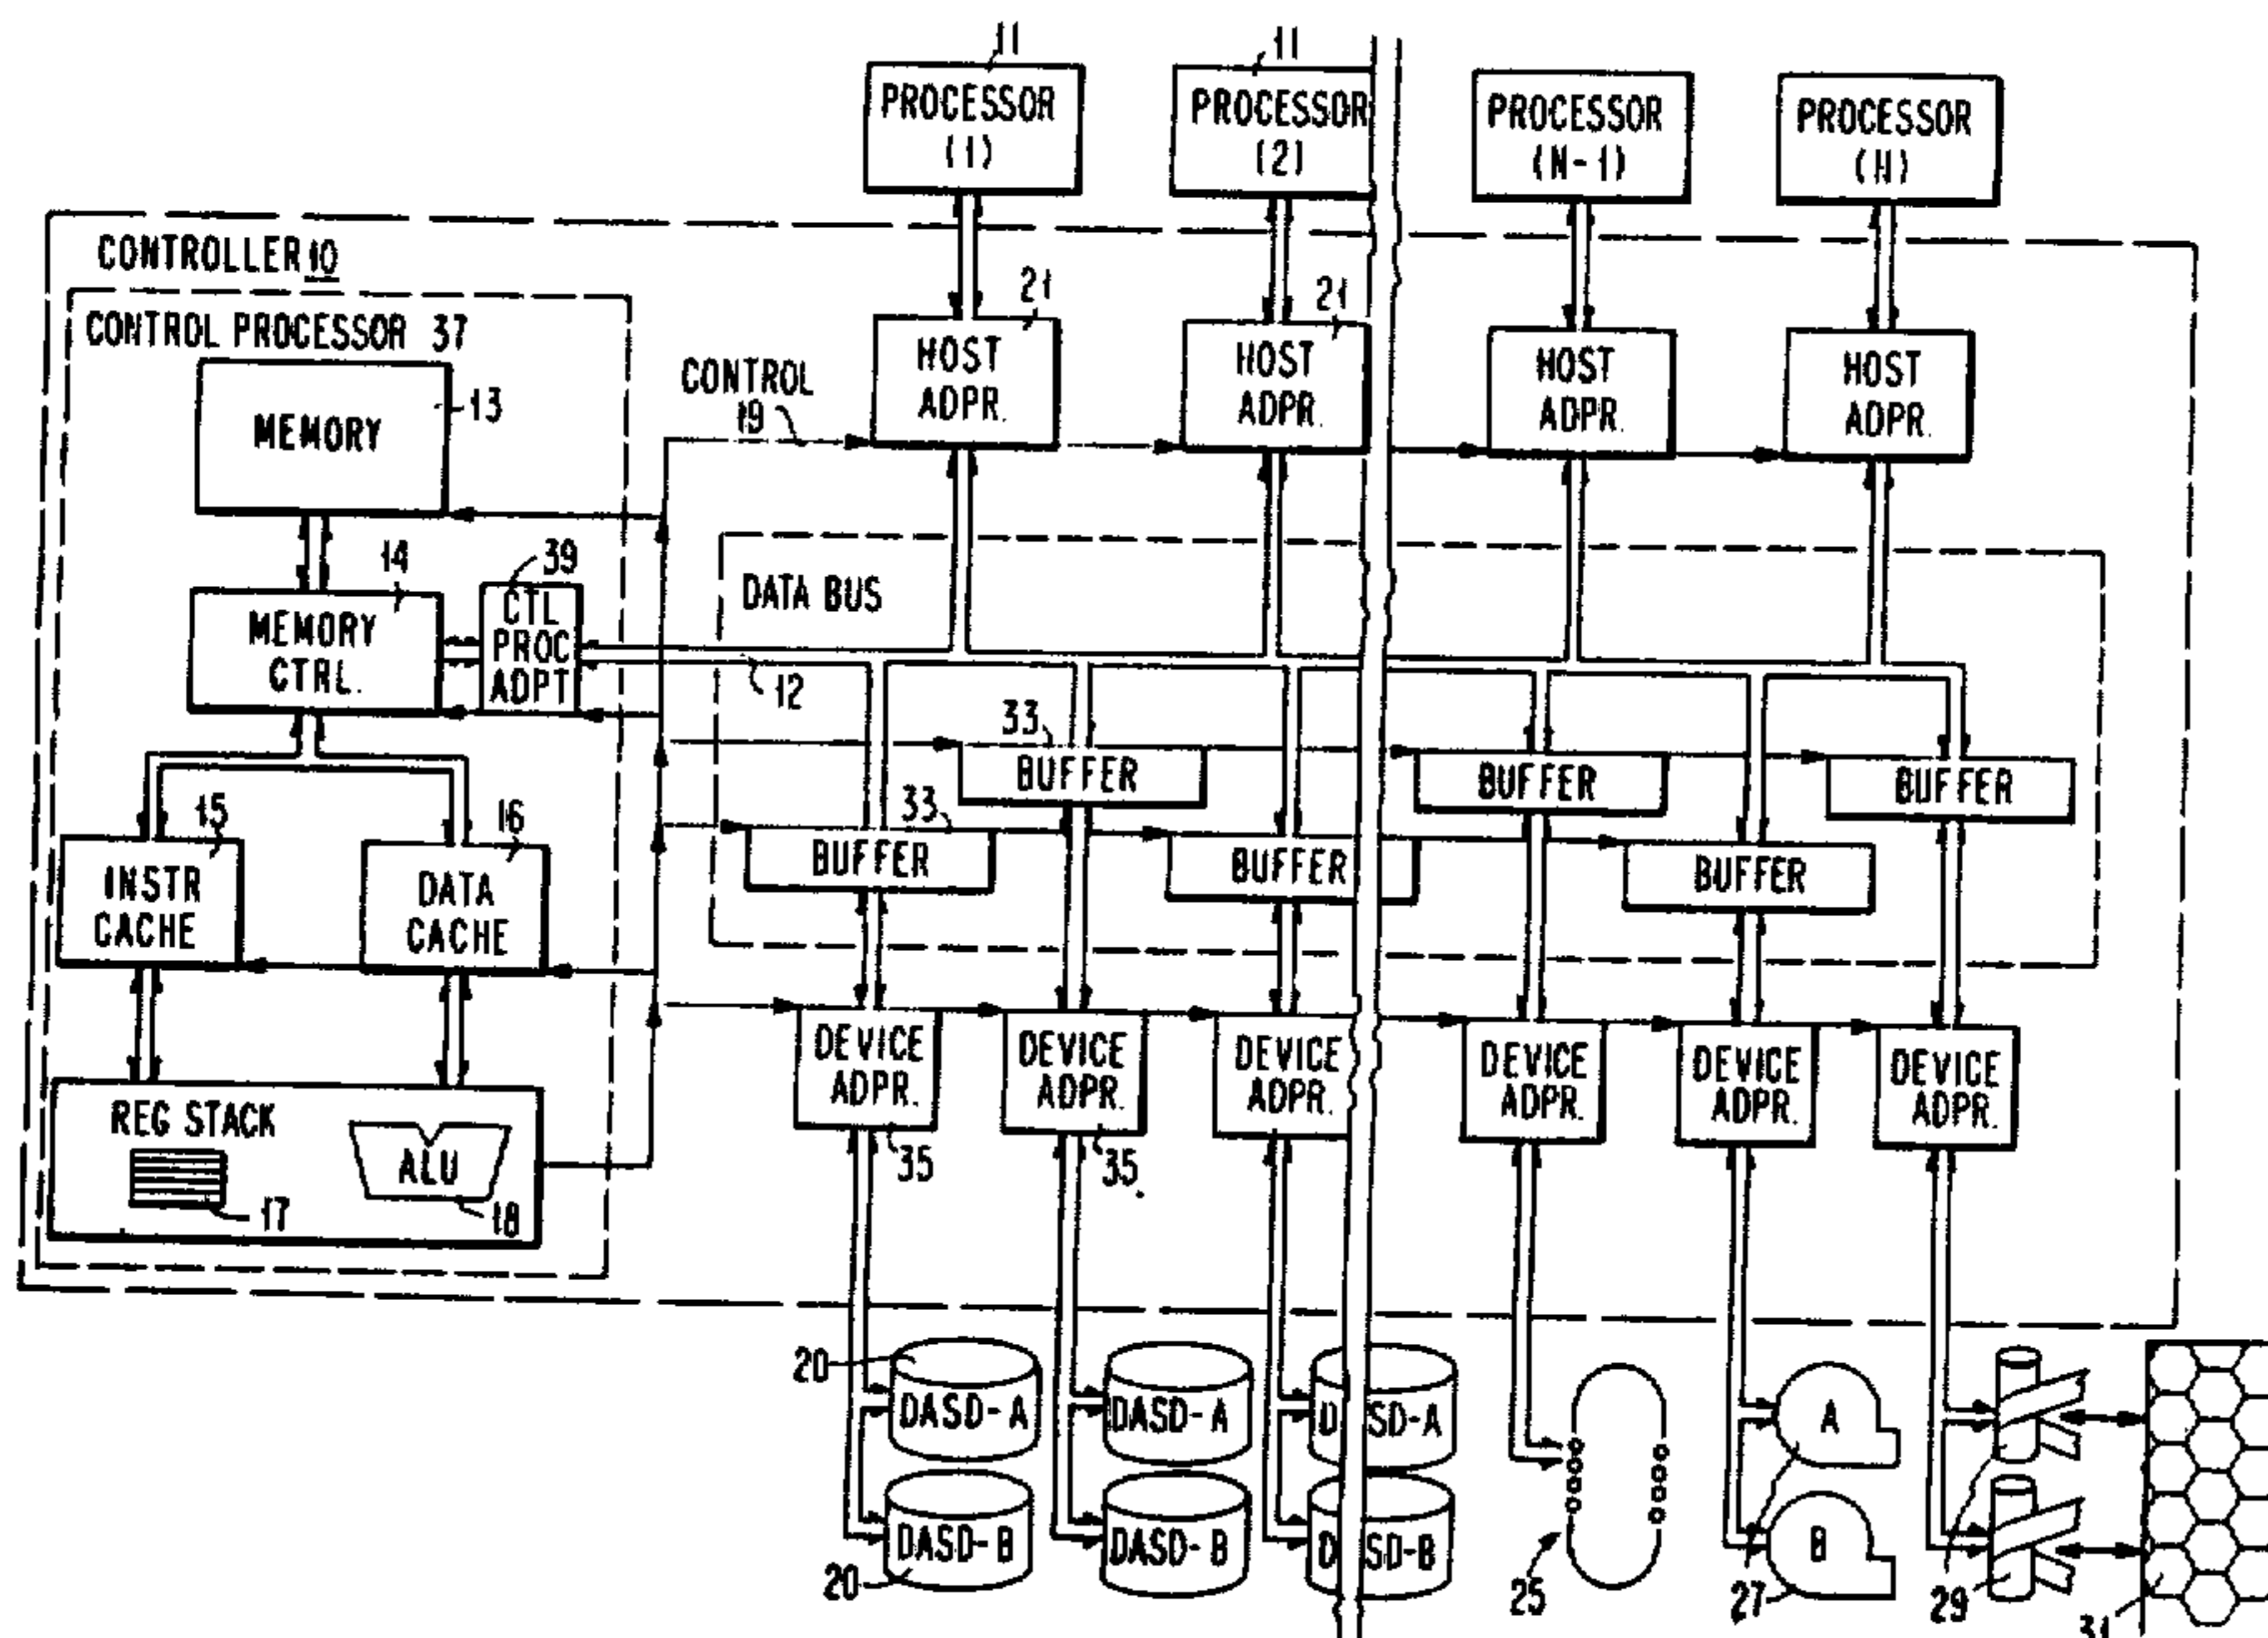 11
11
PROCESSOR
(1)
PROCESSOR
(2)
PROCESSOR
(N-1)
PROCESSOR
(N)
CONTROLLER 10
CONTROL PROCESSOR 37
MEMORY
13
CONTROL
19
21
HOST
ADPR.
21
HOST
ADPR.
HOST
ADPR.
HOST
ADPR.
14
MEMORY
CTRL.
39
CTL
PROC
ADPT
DATA BUS
12
33
BUFFER
BUFFER
BUFFER
33
BUFFER
BUFFER
BUFFER
15
INSTR
CACHE
16
DATA
CACHE
REG STACK
17
ALU
18
DEVICE
ADPR.
35
DEVICE
ADPR.
35
DEVICE
ADPR.
DEVICE
ADPR.
DEVICE
ADPR.
DEVICE
ADPR.
20
DASD-A
DASD-A
D SD-A
20
DASD-B
DASD-B
D SD-B
25
A
B
27
29
31